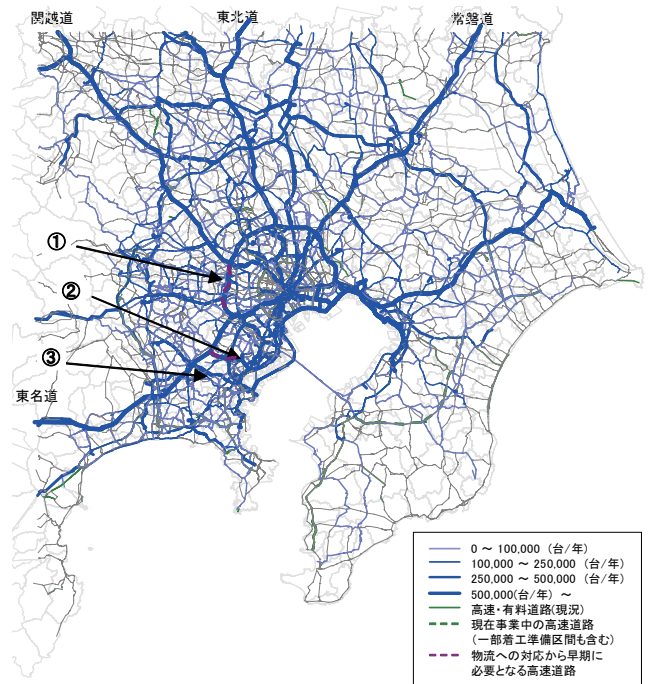 関越道
東北道
常磐道
①
②
③
東名道
0 ~ 100,000 (台/年)
100,000 ~ 250,000 (台/年)
250,000 ~ 500,000 (台/年)
500,000(台/年) ~
高速・有料道路(現況)
現在事業中の高速道路
(一部着工準備区間も含む)
物流への対応から早期に
必要となる高速道路